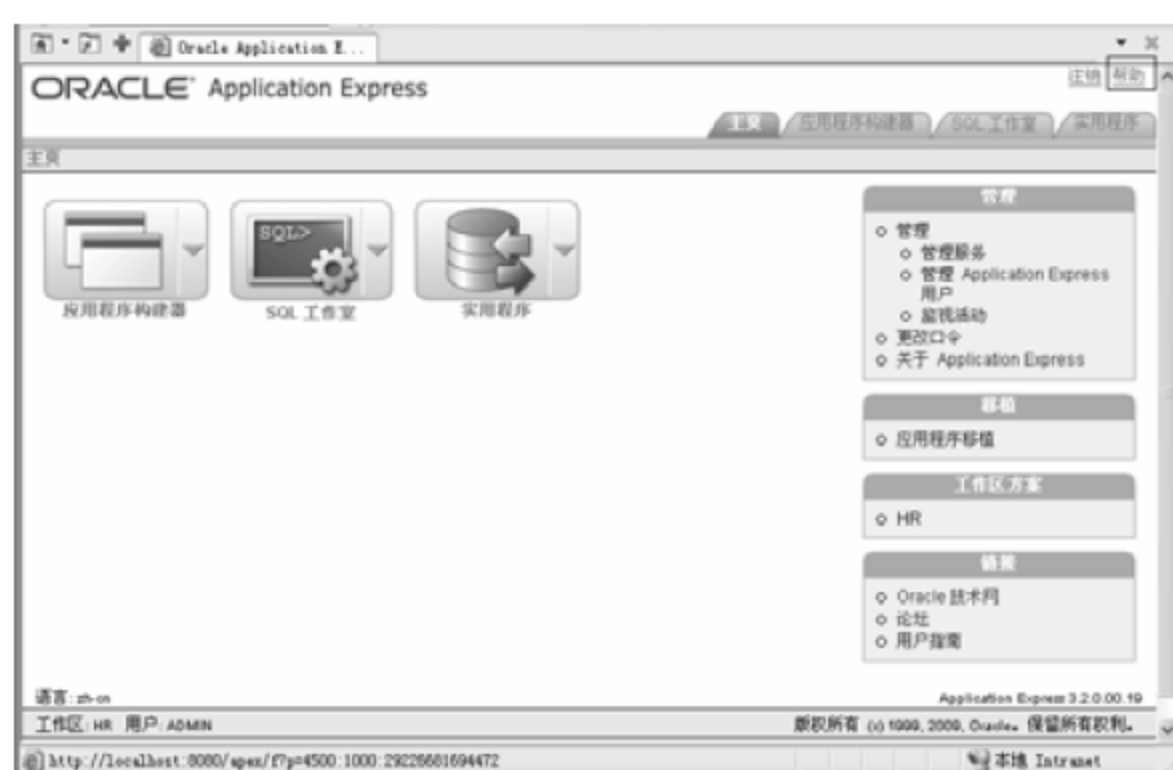 Oracle Application E...
ORACLE Application Express
注销 帮助
主页 应用程序构建器 SQL 工作室 实用程序
主页
SQL>
应用程序构建器
SQL 工作室
实用程序
管理
管理
管理服务
管理 Application Express
用户
监视活动
更改口令
关于 Application Express
移植
应用程序移植
工作区方案
HR
链接
Oracle 技术网
论坛
用户指南
语言: zh-cn
Application Express 3.2.0.00.19
工作区: HR 用户: ADMIN
版权所有 (c) 1999, 2009, Oracle。保留所有权利。
http://localhost:8080/apex/f?p=4500:1000:29226681694472
本地 Intranet